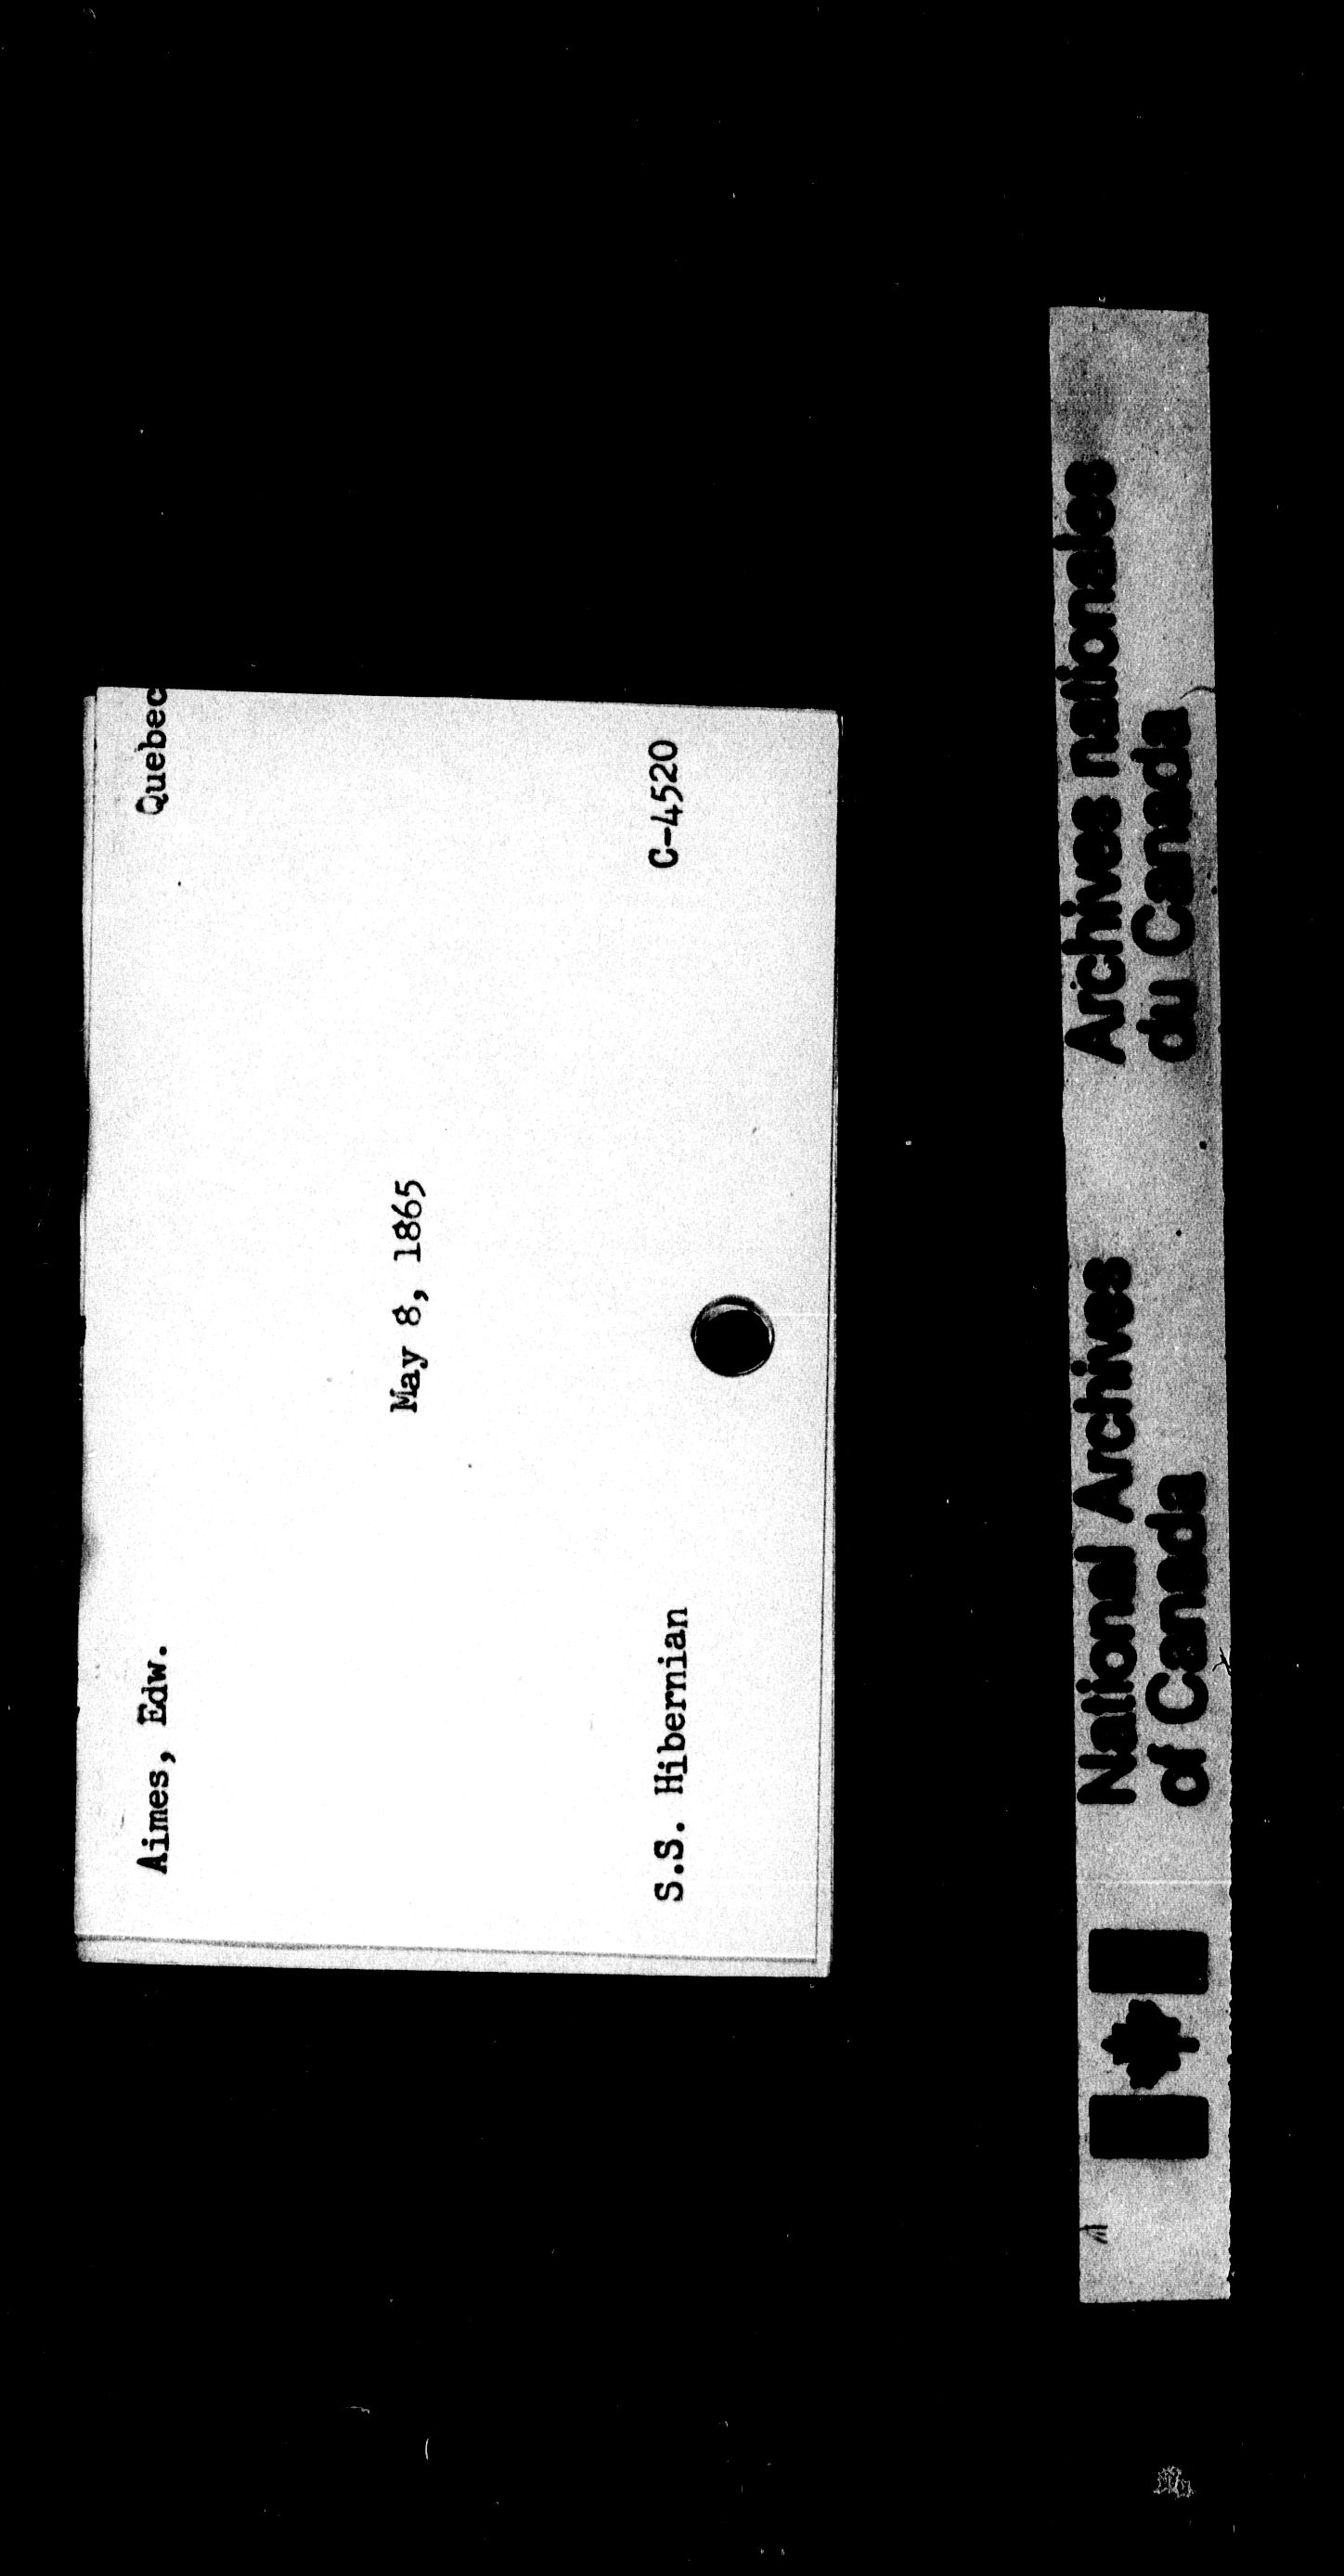 Aimes, Edw. Quebec
May 8, 1865
S.S. Hibernian C-4520
National Archives
of Canada
Archives nationales
du Canada